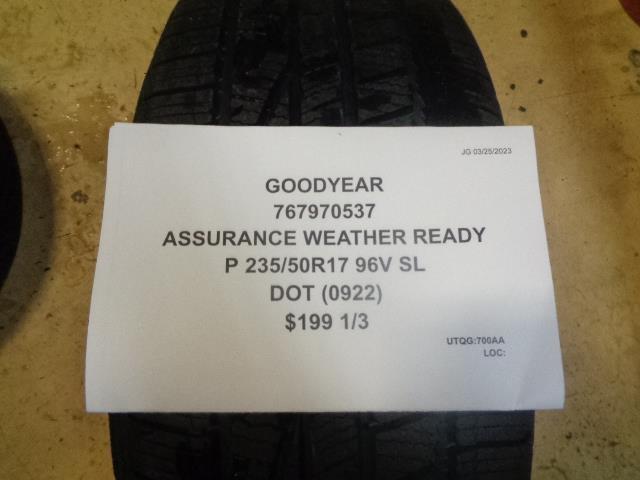 JG 03/25/2023
GOODYEAR
767970537
ASSURANCE WEATHER READY
P 235/50R17 96V SL
DOT (0922)
$199 1/3
UTQG:700AA
LOC: